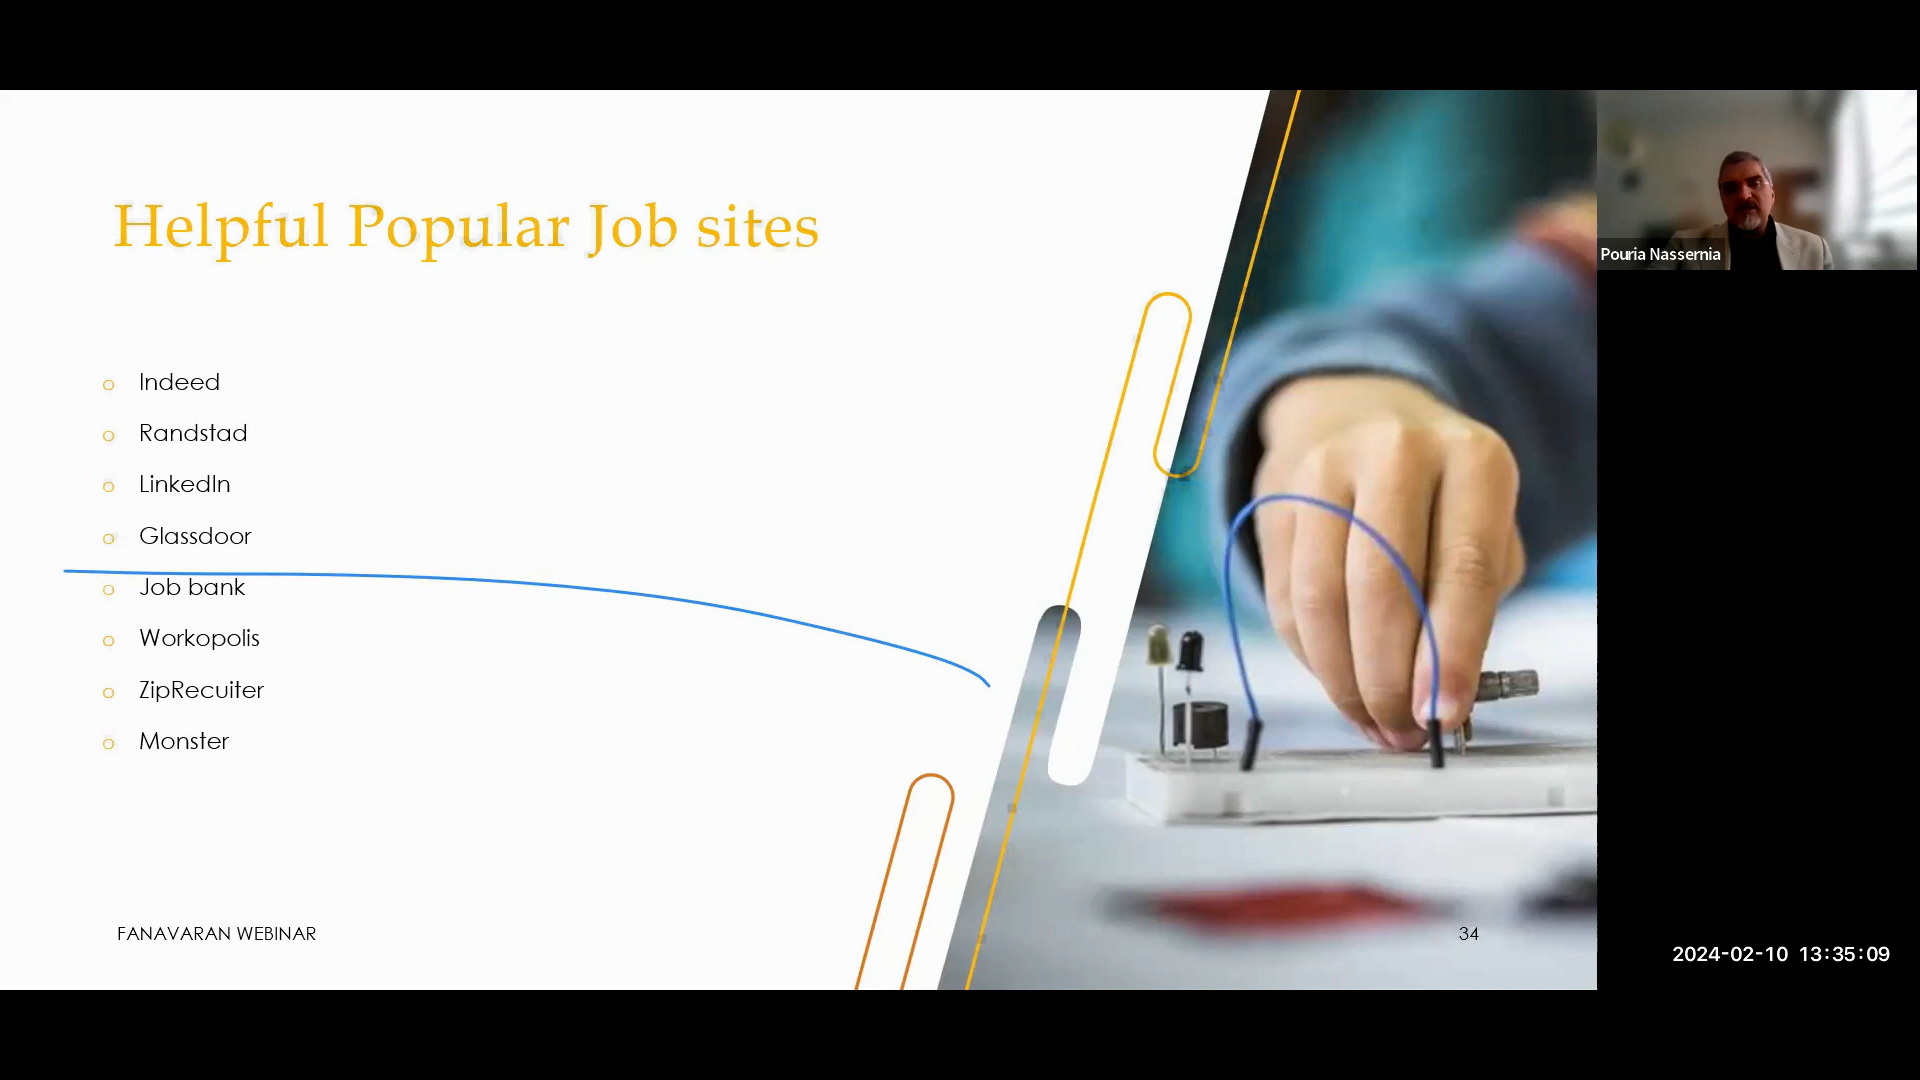 Helpful Popular Job sites
Indeed
Randstad
LinkedIn
Glassdoor
Job bank
Workopolis
ZipRecuiter
Monster
FANAVARAN WEBINAR
34
Pouria Nassernia
2024-02-10 13:35:09